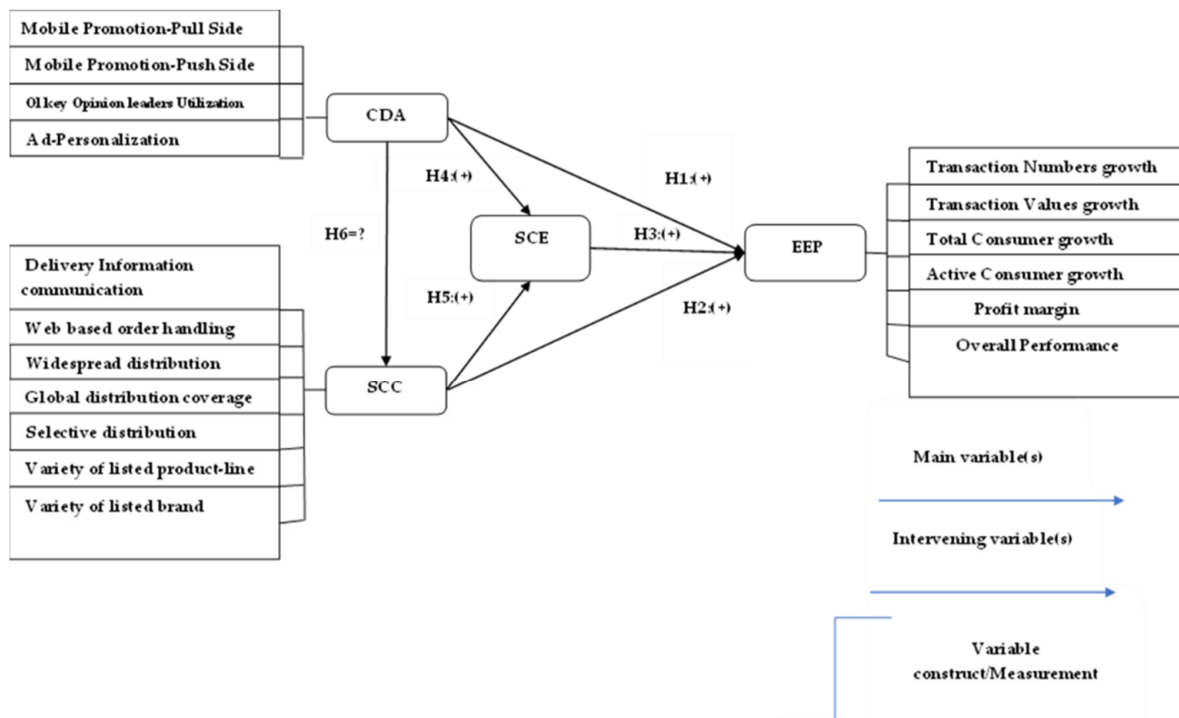 Mobile Promotion-Pull Side
Mobile Promotion-Push Side
Ol key Opinion leaders Utilization
Ad-Personalization
CDA
H4:(+)
H1:(+)
H6=?
SCE
H3:(+)
EEP
H5:(+)
H2:(+)
SCC
Delivery Information
communication
Web based order handling
Widespread distribution
Global distribution coverage
Selective distribution
Variety of listed product-line
Variety of listed brand
Transaction Numbers growth
Transaction Values growth
Total Consumer growth
Active Consumer growth
Profit margin
Overall Performance
Main variable(s)
Intervening variable(s)
Variable
construct/Measurement